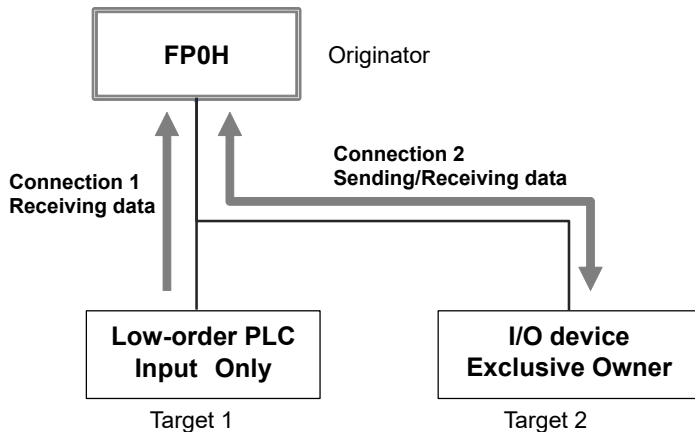 FP0H
Originator
Connection 1
Receiving data
Connection 2
Sending/Receiving data
Low-order PLC
Input Only
I/O device
Exclusive Owner
Target 1
Target 2